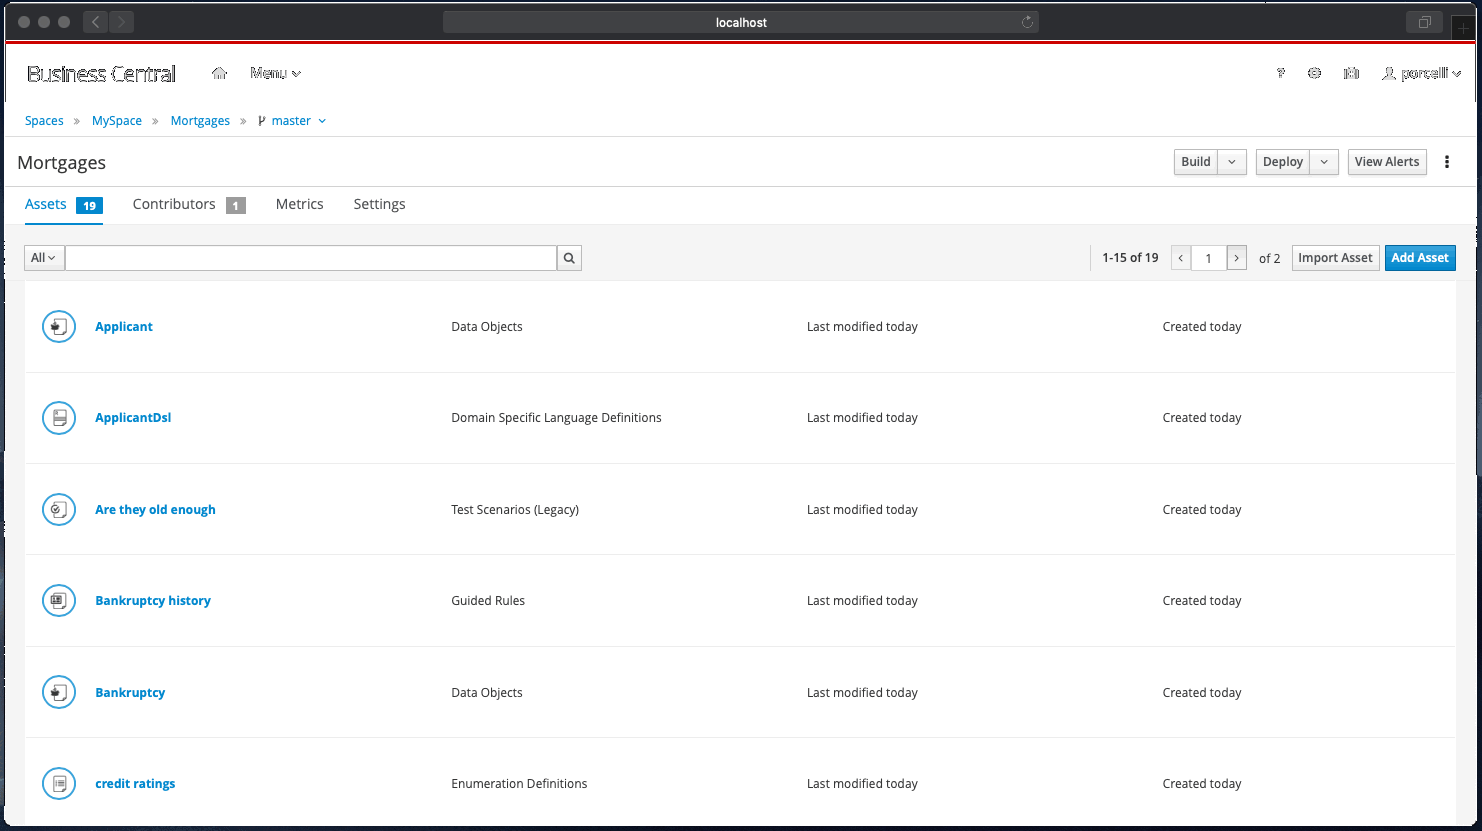 localhost
Business Central Menu ? porcelli
Spaces » MySpace » Mortgages » master
Mortgages Build Deploy View Alerts
Assets 19 Contributors 1 Metrics Settings
All 1-15 of 19 1 of 2 Import Asset Add Asset
Applicant Data Objects Last modified today Created today
ApplicantDsl Domain Specific Language Definitions Last modified today Created today
Are they old enough Test Scenarios (Legacy) Last modified today Created today
Bankruptcy history Guided Rules Last modified today Created today
Bankruptcy Data Objects Last modified today Created today
credit ratings Enumeration Definitions Last modified today Created today